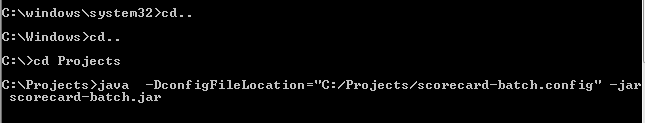 C:\windows\system32>cd..
C:\Windows>cd..
C:\>cd Projects
C:\Projects>java  -DconfigFileLocation="C:/Projects/scorecard-batch.config" -jar
 scorecard-batch.jar